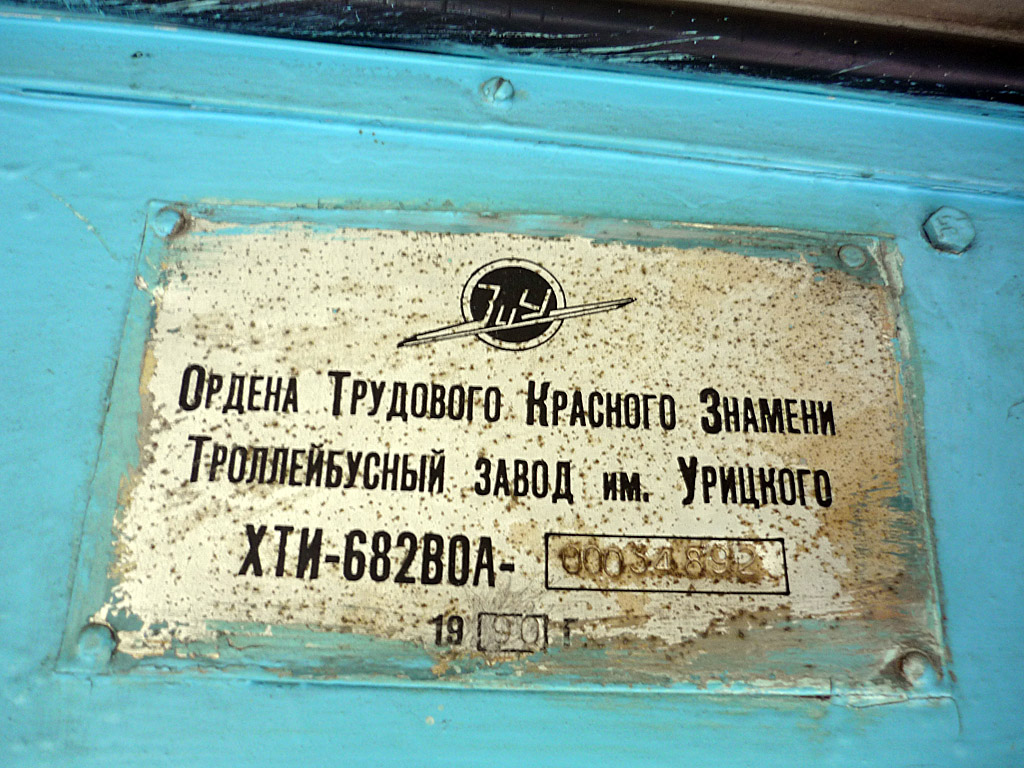 ЗиУ
ОРДЕНА ТРУДОВОГО КРАСНОГО ЗНАМЕНИ
ТРОЛЛЕЙБУСНЫЙ ЗАВОД им. УРИЦКОГО
ХТИ-682В0А- 00034892
19 90 г.